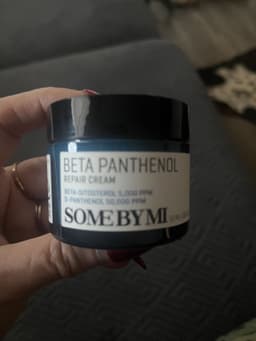 BETA PANTHENOL
REPAIR CREAM
BETA-SITOSTEROL 5,000 PPM
D-PANTHENOL 50,000 PPM
SOME BY MI